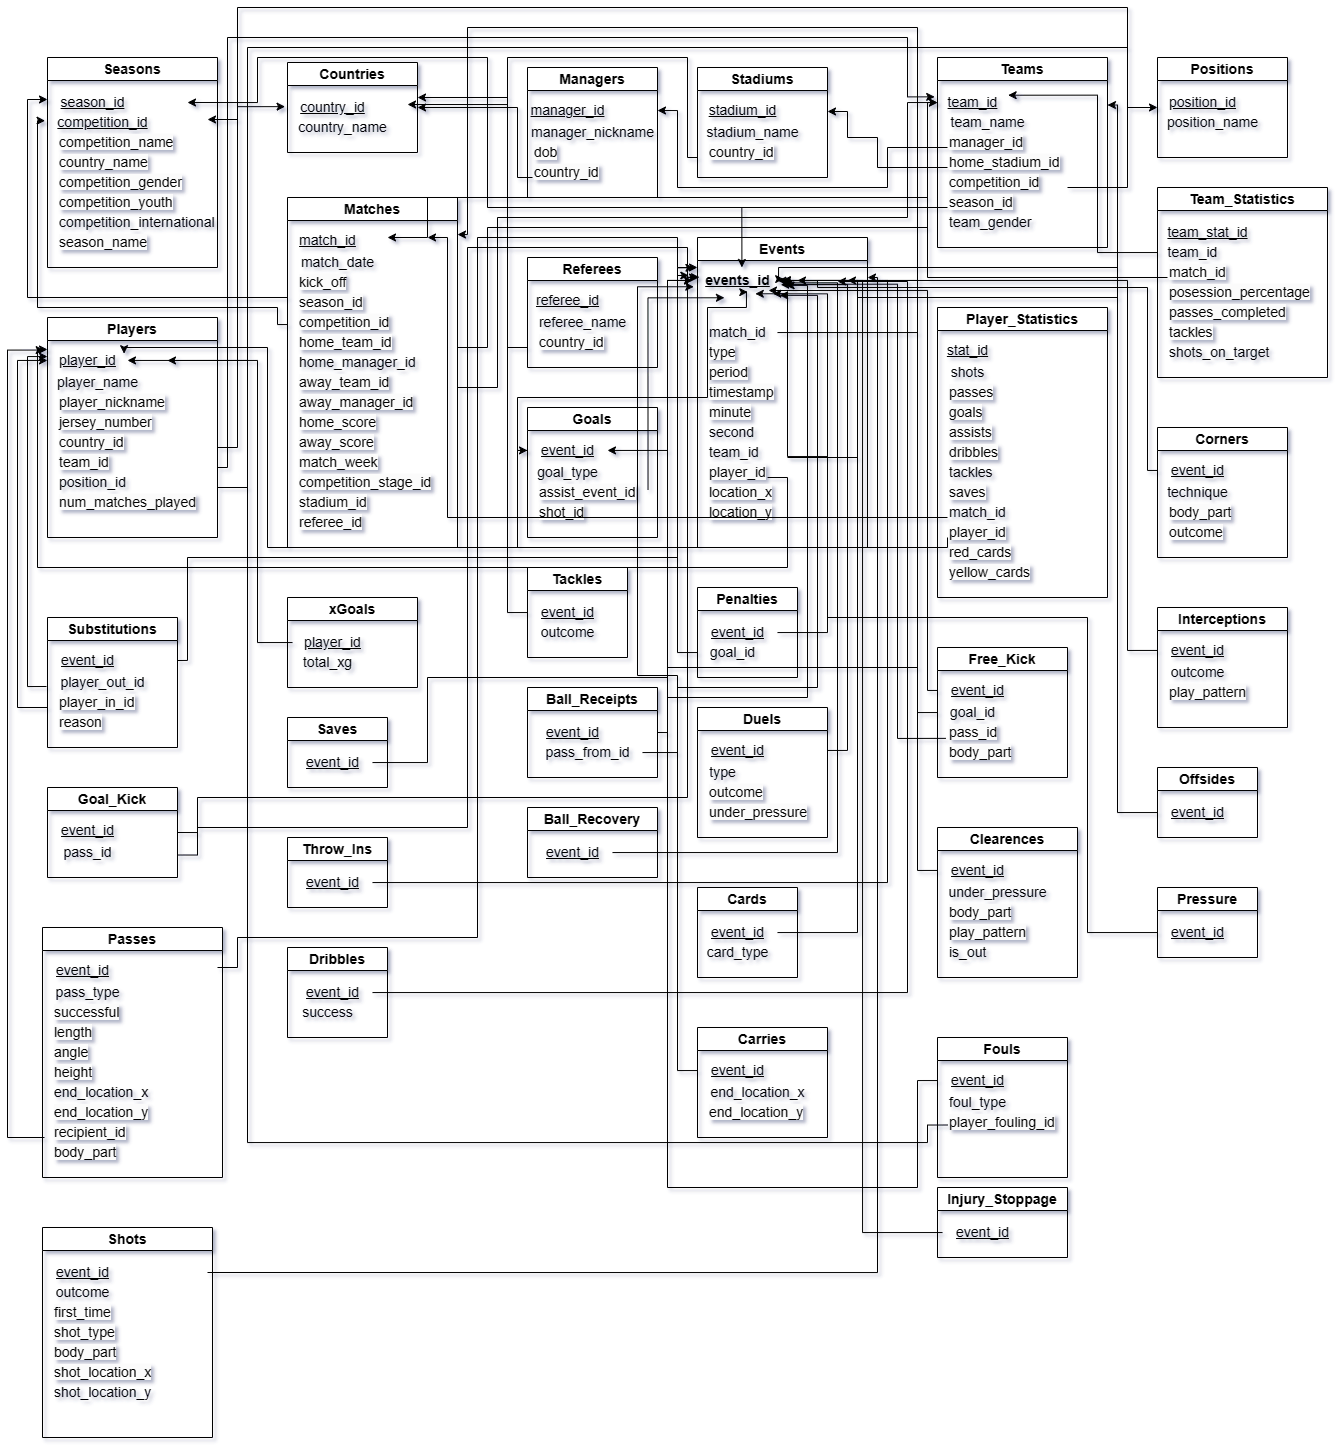 Seasons
season_id
competition_id
competition_name
country_name
competition_gender
competition_youth
competition_international
season_name
Countries
country_id
country_name
Managers
manager_id
manager_nickname
dob
country_id
Stadiums
stadium_id
stadium_name
country_id
Teams
team_id
team_name
manager_id
home_stadium_id
competition_id
season_id
team_gender
Positions
position_id
position_name
Team_Statistics
team_stat_id
team_id
match_id
posession_percentage
passes_completed
tackles
shots_on_target
Matches
match_id
match_date
kick_off
season_id
competition_id
home_team_id
home_manager_id
away_team_id
away_manager_id
home_score
away_score
match_week
competition_stage_id
stadium_id
referee_id
Referees
referee_id
referee_name
country_id
Events
events_id
match_id
type
period
timestamp
minute
second
team_id
player_id
location_x
location_y
Players
player_id
player_name
player_nickname
jersey_number
country_id
team_id
position_id
num_matches_played
Player_Statistics
stat_id
shots
passes
goals
assists
dribbles
tackles
saves
match_id
player_id
red_cards
yellow_cards
Goals
event_id
goal_type
assist_event_id
shot_id
Corners
event_id
technique
body_part
outcome
Tackles
event_id
outcome
Penalties
event_id
goal_id
xGoals
player_id
total_xg
Substitutions
event_id
player_out_id
player_in_id
reason
Interceptions
event_id
outcome
play_pattern
Free_Kick
event_id
goal_id
pass_id
body_part
Ball_Receipts
event_id
pass_from_id
Duels
event_id
type
outcome
under_pressure
Saves
event_id
Offsides
event_id
Goal_Kick
event_id
pass_id
Ball_Recovery
event_id
Throw_Ins
event_id
Clearences
event_id
under_pressure
body_part
play_pattern
is_out
Cards
event_id
card_type
Pressure
event_id
Passes
event_id
pass_type
successful
length
angle
height
end_location_x
end_location_y
recipient_id
body_part
Dribbles
event_id
success
Carries
event_id
end_location_x
end_location_y
Fouls
event_id
foul_type
player_fouling_id
Injury_Stoppage
event_id
Shots
event_id
outcome
first_time
shot_type
body_part
shot_location_x
shot_location_y